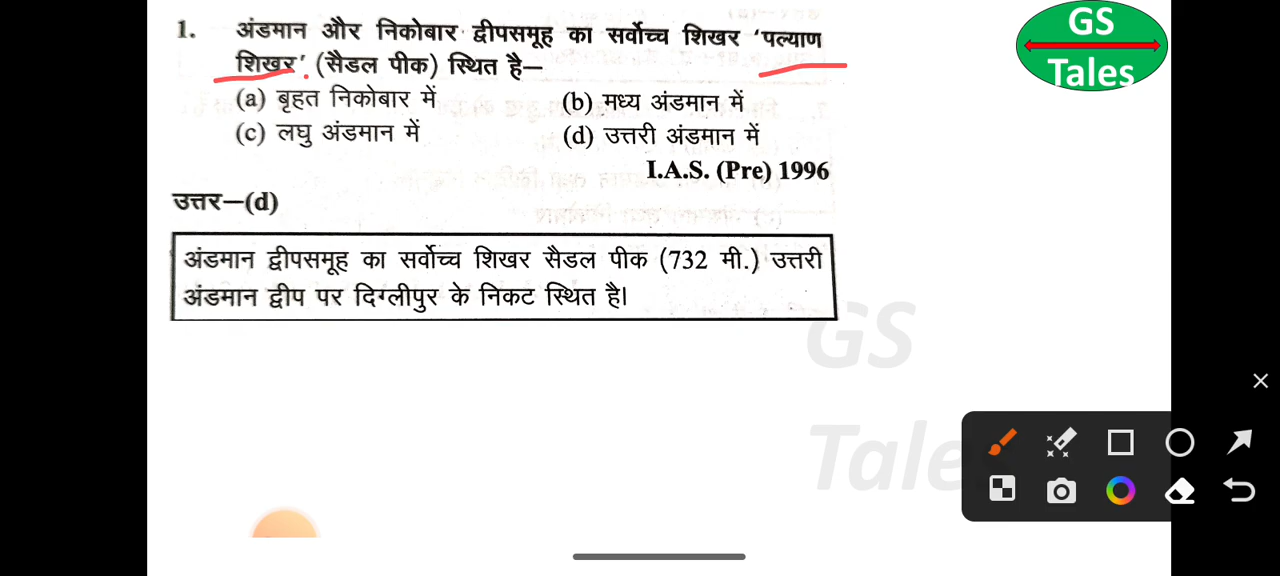 GS
Tales
1. अंडमान और निकोबार द्वीपसमूह का सर्वोच्च शिखर 'पल्याण
शिखर' (सैडल पीक) स्थित है–
(a) बृहत निकोबार में (b) मध्य अंडमान में
(c) लघु अंडमान में (d) उत्तरी अंडमान में
I.A.S. (Pre) 1996
उत्तर–(d)
अंडमान द्वीपसमूह का सर्वोच्च शिखर सैडल पीक (732 मी.) उत्तरी
अंडमान द्वीप पर दिग्लीपुर के निकट स्थित है।
GS
Tales